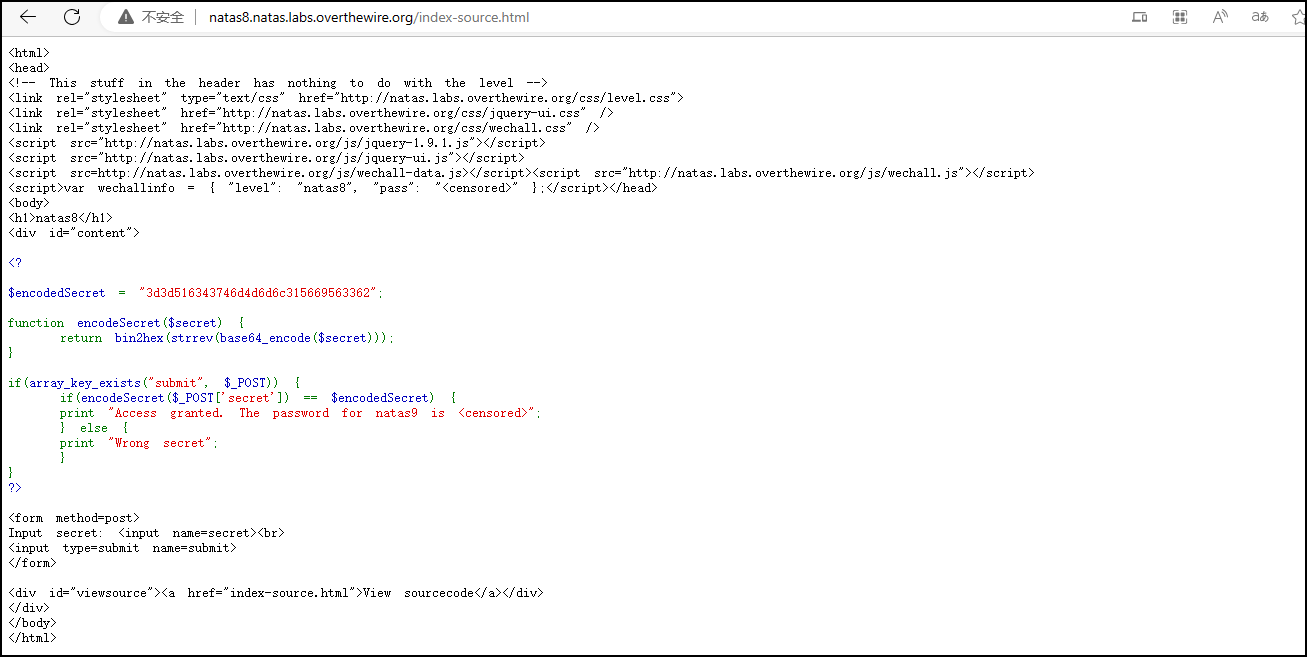 不安全 | natas8.natas.labs.overthewire.org/index-source.html
<html>
<head>
<!-- This stuff in the header has nothing to do with the level -->
<link rel="stylesheet" type="text/css" href="http://natas.labs.overthewire.org/css/level.css">
<link rel="stylesheet" href="http://natas.labs.overthewire.org/css/jquery-ui.css" />
<link rel="stylesheet" href="http://natas.labs.overthewire.org/css/wechall.css" />
<script src="http://natas.labs.overthewire.org/js/jquery-1.9.1.js"></script>
<script src="http://natas.labs.overthewire.org/js/jquery-ui.js"></script>
<script src=http://natas.labs.overthewire.org/js/wechall-data.js></script><script src="http://natas.labs.overthewire.org/js/wechall.js"></script>
<script>var wechallinfo = { "level": "natas8", "pass": "<censored>" };</script></head>
<body>
<h1>natas8</h1>
<div id="content">
<?
$encodedSecret = "3d3d516343746d4d6d6c315669563362";
function encodeSecret($secret) {
return bin2hex(strrev(base64_encode($secret)));
}
if(array_key_exists("submit", $_POST)) {
if(encodeSecret($_POST['secret']) == $encodedSecret) {
print "Access granted. The password for natas9 is <censored>";
} else {
print "Wrong secret";
}
}
?>
<form method=post>
Input secret: <input name=secret><br>
<input type=submit name=submit>
</form>
<div id="viewsource"><a href="index-source.html">View sourcecode</a></div>
</div>
</body>
</html>